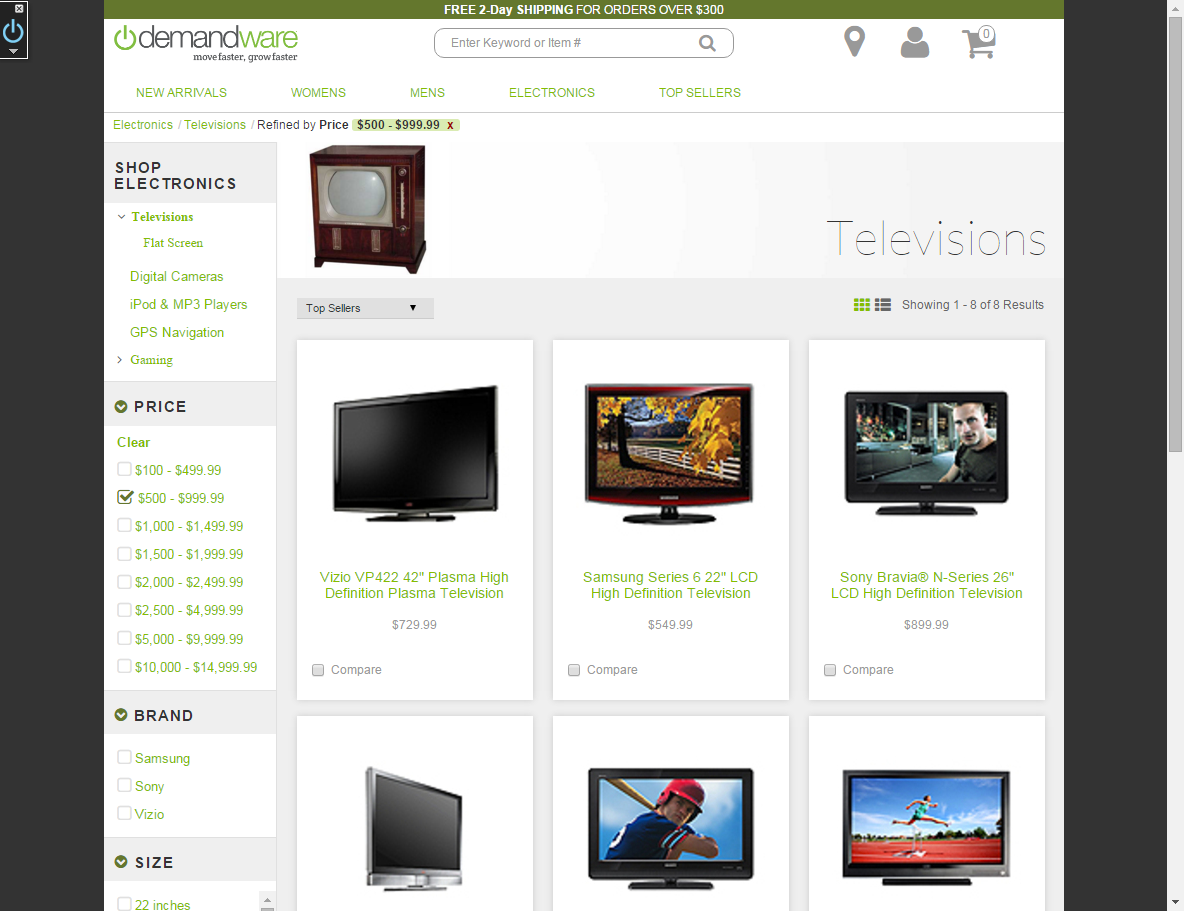 FREE 2-Day SHIPPING FOR ORDERS OVER $300
demandware
move faster, grow faster
Enter Keyword or Item #
0
NEW ARRIVALS
WOMENS
MENS
ELECTRONICS
TOP SELLERS
Electronics / Televisions / Refined by Price $500 - $999.99 x
SHOP
ELECTRONICS
Televisions
Flat Screen
Digital Cameras
iPod & MP3 Players
GPS Navigation
Gaming
PRICE
Clear
$100 - $499.99
$500 - $999.99
$1,000 - $1,499.99
$1,500 - $1,999.99
$2,000 - $2,499.99
$2,500 - $4,999.99
$5,000 - $9,999.99
$10,000 - $14,999.99
BRAND
Samsung
Sony
Vizio
SIZE
22 inches
Televisions
Top Sellers
Showing 1 - 8 of 8 Results
Vizio VP422 42" Plasma High
Definition Plasma Television
$729.99
Compare
Samsung Series 6 22" LCD
High Definition Television
$549.99
Compare
Sony Bravia® N-Series 26"
LCD High Definition Television
$899.99
Compare